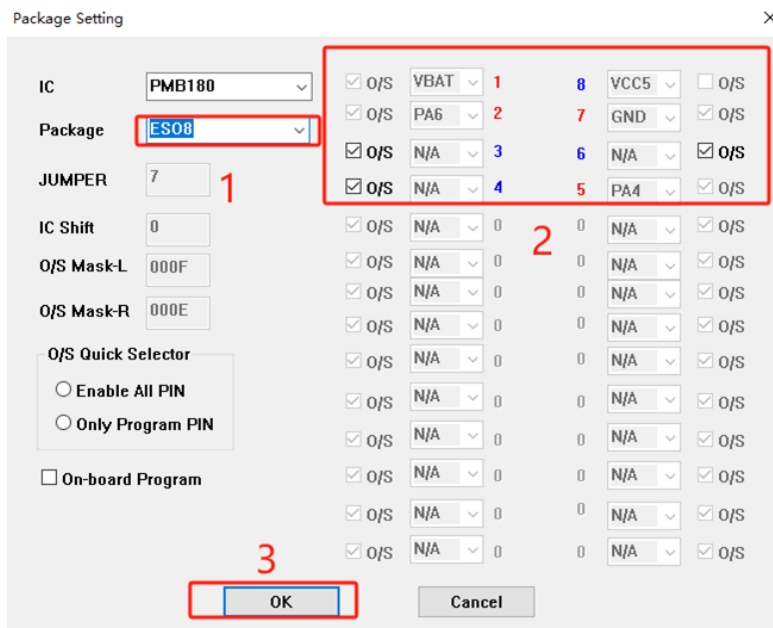 Package Setting
IC PMB180 O/S VBAT 1 8 VCC5 O/S
O/S PA6 2 7 GND O/S
Package ESO8
O/S N/A 3 6 N/A O/S
JUMPER 7 1 O/S N/A 4 5 PA4 O/S
IC Shift 0 O/S N/A 0 2 0 N/A O/S
O/S Mask-L 000F O/S N/A 0 0 N/A O/S
O/S N/A 0 0 N/A O/S
O/S Mask-R 000E
O/S N/A 0 0 N/A O/S
O/S Quick Selector O/S N/A 0 0 N/A O/S
Enable All PIN O/S N/A 0 0 N/A O/S
Only Program PIN O/S N/A 0 0 N/A O/S
On-board Program O/S N/A 0 0 N/A O/S
O/S N/A 0 0 N/A O/S
O/S N/A 0 0 N/A O/S
3
OK Cancel